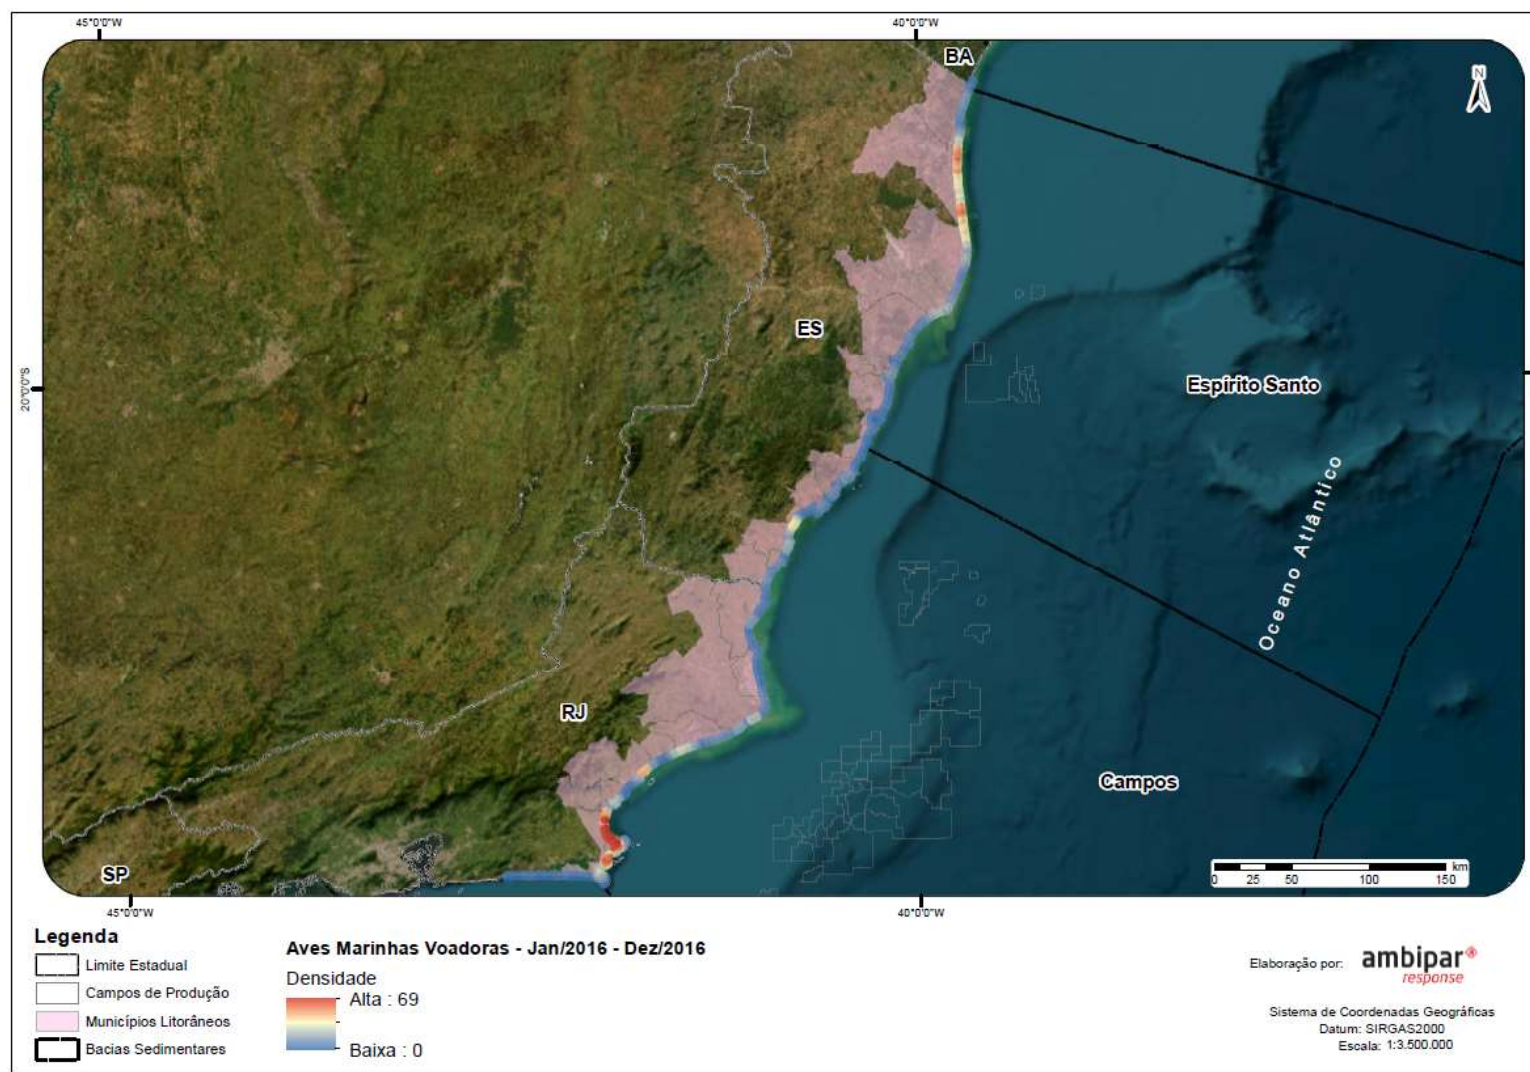 45°0'0"W
40°0'0"W
BA
N
ES
20°0'0"S
Espírito Santo
Oceano Atlântico
RJ
Campos
SP
km
0 25 50 100 150
45°0'0"W
40°0'0"W
Legenda
Limite Estadual
Campos de Produção
Municípios Litorâneos
Bacias Sedimentares
Aves Marinhas Voadoras - Jan/2016 - Dez/2016
Densidade
Alta : 69
Baixa : 0
Elaboração por:
ambipar
response
Sistema de Coordenadas Geográficas
Datum: SIRGAS2000
Escala: 1:3.500.000